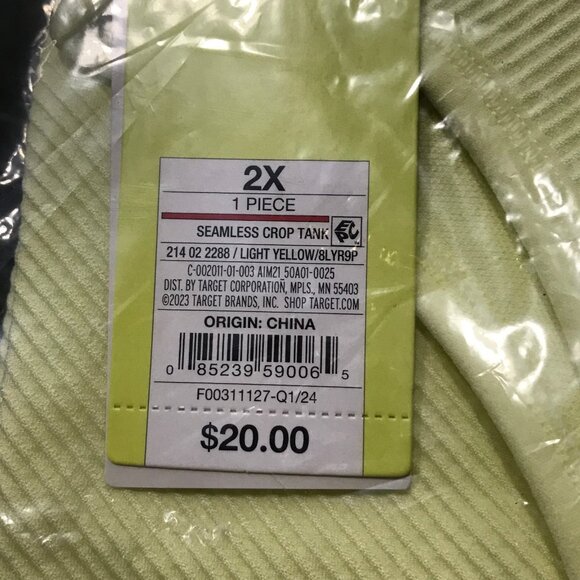 2X
1 PIECE
SEAMLESS CROP TANK EPC
214 02 2288 / LIGHT YELLOW/8LYR9P
C-002011-01-003 AIM21_50A01-0025
DIST. BY TARGET CORPORATION, MPLS., MN 55403
©2023 TARGET BRANDS, INC. SHOP TARGET.COM
ORIGIN: CHINA
0 85239 59006 5
F00311127-Q1/24
$20.00